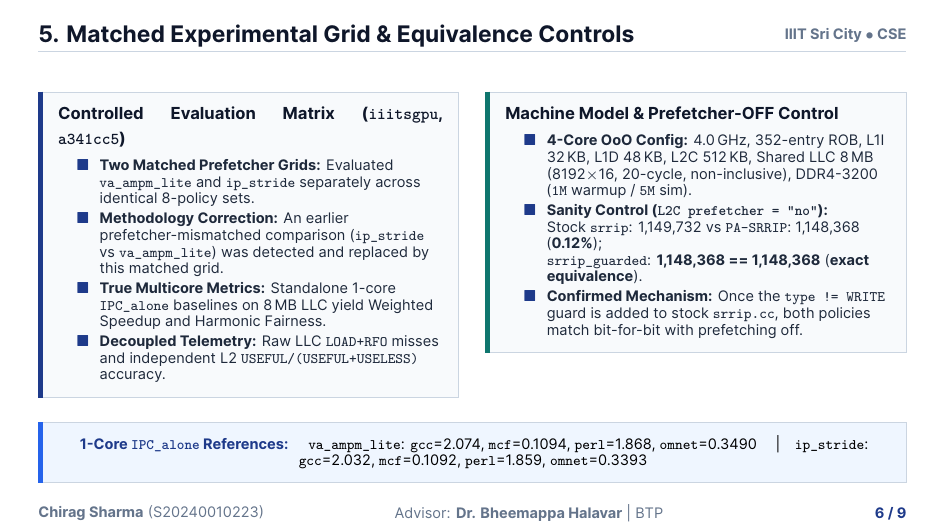 5. Matched Experimental Grid & Equivalence Controls
IIIT Sri City • CSE
Controlled Evaluation Matrix (iiitsgpu,
a341cc5)
Two Matched Prefetcher Grids: Evaluated
va_ampm_lite and ip_stride separately across
identical 8-policy sets.
Methodology Correction: An earlier
prefetcher-mismatched comparison (ip_stride
vs va_ampm_lite) was detected and replaced by
this matched grid.
True Multicore Metrics: Standalone 1-core
IPC_alone baselines on 8 MB LLC yield Weighted
Speedup and Harmonic Fairness.
Decoupled Telemetry: Raw LLC LOAD+RFO misses
and independent L2 USEFUL/(USEFUL+USELESS)
accuracy.
Machine Model & Prefetcher-OFF Control
4-Core OoO Config: 4.0 GHz, 352-entry ROB, L1I
32 KB, L1D 48 KB, L2C 512 KB, Shared LLC 8 MB
(8192×16, 20-cycle, non-inclusive), DDR4-3200
(1M warmup / 5M sim).
Sanity Control (L2C prefetcher = "no"):
Stock srrip: 1,149,732 vs PA-SRRIP: 1,148,368
(0.12%);
srrip_guarded: 1,148,368 == 1,148,368 (exact
equivalence).
Confirmed Mechanism: Once the type != WRITE
guard is added to stock srrip.cc, both policies
match bit-for-bit with prefetching off.
1-Core IPC_alone References: va_ampm_lite: gcc=2.074, mcf=0.1094, perl=1.868, omnet=0.3490 | ip_stride:
gcc=2.032, mcf=0.1092, perl=1.859, omnet=0.3393
Chirag Sharma (S20240010223)
Advisor: Dr. Bheemappa Halavar | BTP
6 / 9